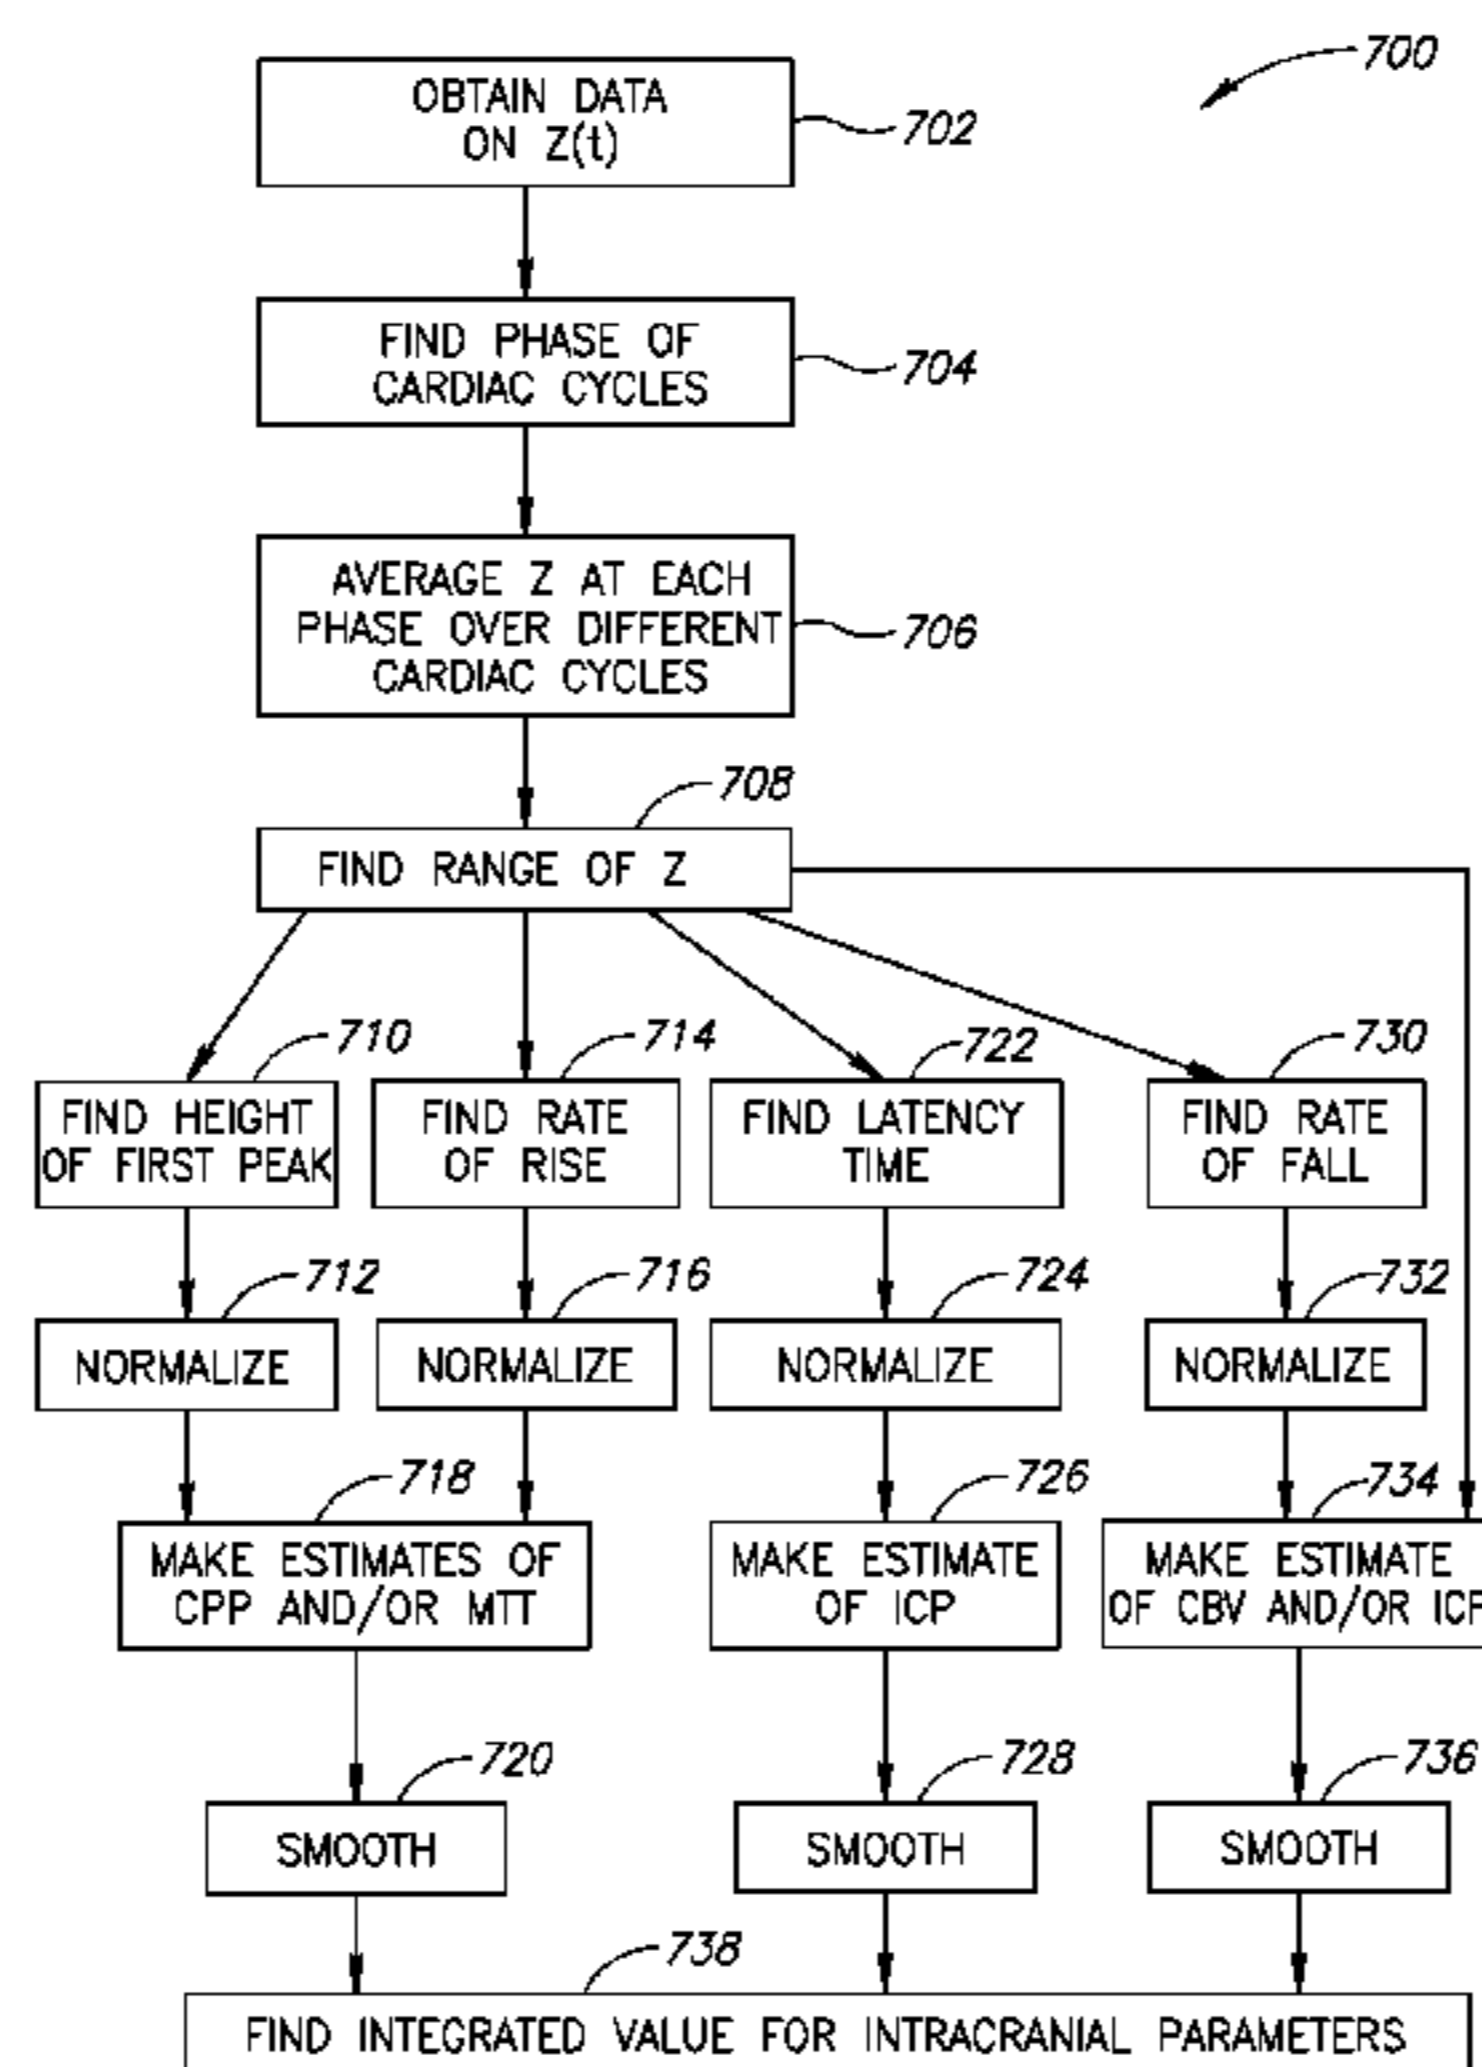 700
OBTAIN DATA
ON Z(t)
702
FIND PHASE OF
CARDIAC CYCLES
704
AVERAGE Z AT EACH
PHASE OVER DIFFERENT
CARDIAC CYCLES
706
708
FIND RANGE OF Z
710
714
722
730
FIND HEIGHT
OF FIRST PEAK
FIND RATE
OF RISE
FIND LATENCY
TIME
FIND RATE
OF FALL
712
716
724
732
NORMALIZE
NORMALIZE
NORMALIZE
NORMALIZE
718
726
734
MAKE ESTIMATES OF
CPP AND/OR MTT
MAKE ESTIMATE
OF ICP
MAKE ESTIMATE
OF CBV AND/OR
720
728
736
SMOOTH
SMOOTH
SMOOTH
738
FIND INTEGRATED VALUE FOR INTRACRANIAL PARAMETERS